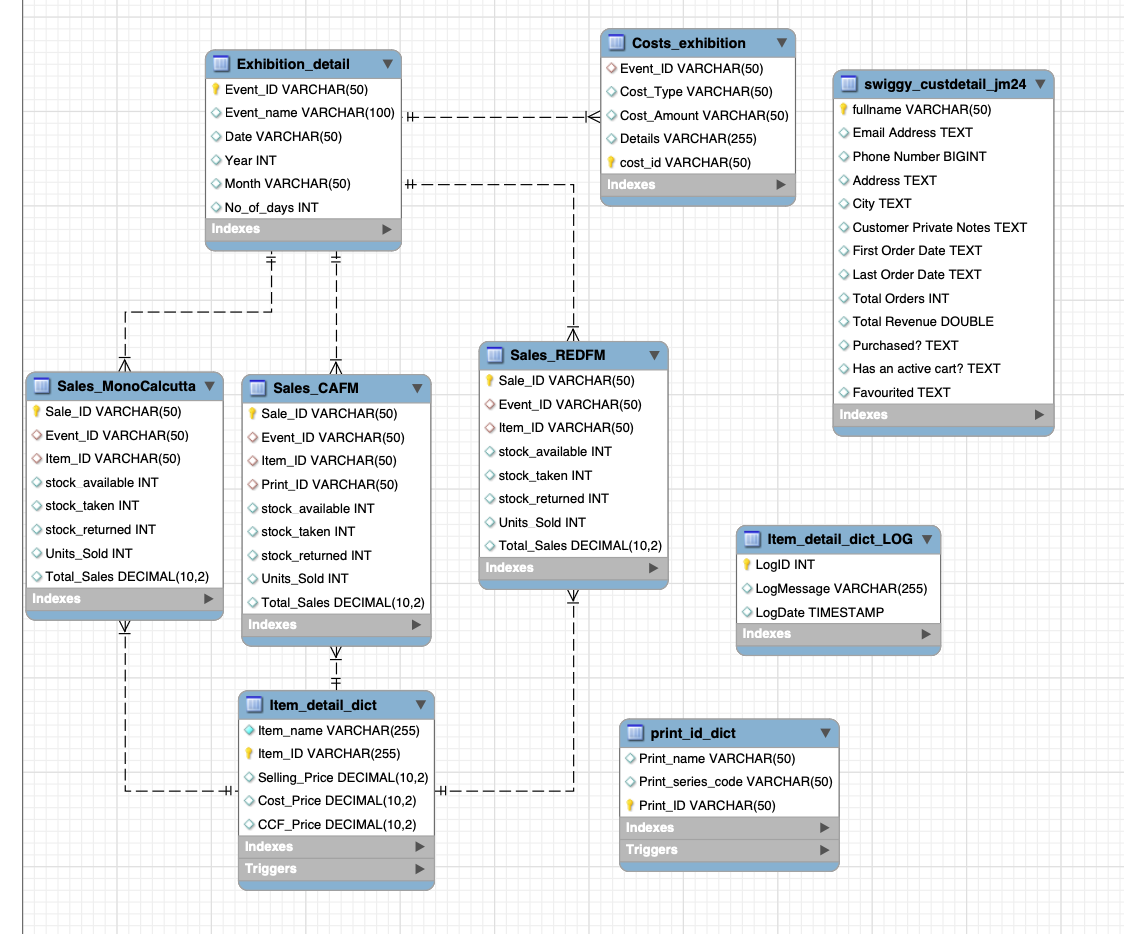 Exhibition_detail
Event_ID VARCHAR(50)
Event_name VARCHAR(100)
Date VARCHAR(50)
Year INT
Month VARCHAR(50)
No_of_days INT
Indexes
Costs_exhibition
Event_ID VARCHAR(50)
Cost_Type VARCHAR(50)
Cost_Amount VARCHAR(50)
Details VARCHAR(255)
cost_id VARCHAR(50)
Indexes
swiggy_custdetail_jm24
fullname VARCHAR(50)
Email Address TEXT
Phone Number BIGINT
Address TEXT
City TEXT
Customer Private Notes TEXT
First Order Date TEXT
Last Order Date TEXT
Total Orders INT
Total Revenue DOUBLE
Purchased? TEXT
Has an active cart? TEXT
Favourited TEXT
Indexes
Sales_MonoCalcutta
Sale_ID VARCHAR(50)
Event_ID VARCHAR(50)
Item_ID VARCHAR(50)
stock_available INT
stock_taken INT
stock_returned INT
Units_Sold INT
Total_Sales DECIMAL(10,2)
Indexes
Sales_CAFM
Sale_ID VARCHAR(50)
Event_ID VARCHAR(50)
Item_ID VARCHAR(50)
Print_ID VARCHAR(50)
stock_available INT
stock_taken INT
stock_returned INT
Units_Sold INT
Total_Sales DECIMAL(10,2)
Indexes
Sales_REDFM
Sale_ID VARCHAR(50)
Event_ID VARCHAR(50)
Item_ID VARCHAR(50)
stock_available INT
stock_taken INT
stock_returned INT
Units_Sold INT
Total_Sales DECIMAL(10,2)
Indexes
Item_detail_dict_LOG
LogID INT
LogMessage VARCHAR(255)
LogDate TIMESTAMP
Indexes
Item_detail_dict
Item_name VARCHAR(255)
Item_ID VARCHAR(255)
Selling_Price DECIMAL(10,2)
Cost_Price DECIMAL(10,2)
CCF_Price DECIMAL(10,2)
Indexes
Triggers
print_id_dict
Print_name VARCHAR(50)
Print_series_code VARCHAR(50)
Print_ID VARCHAR(50)
Indexes
Triggers